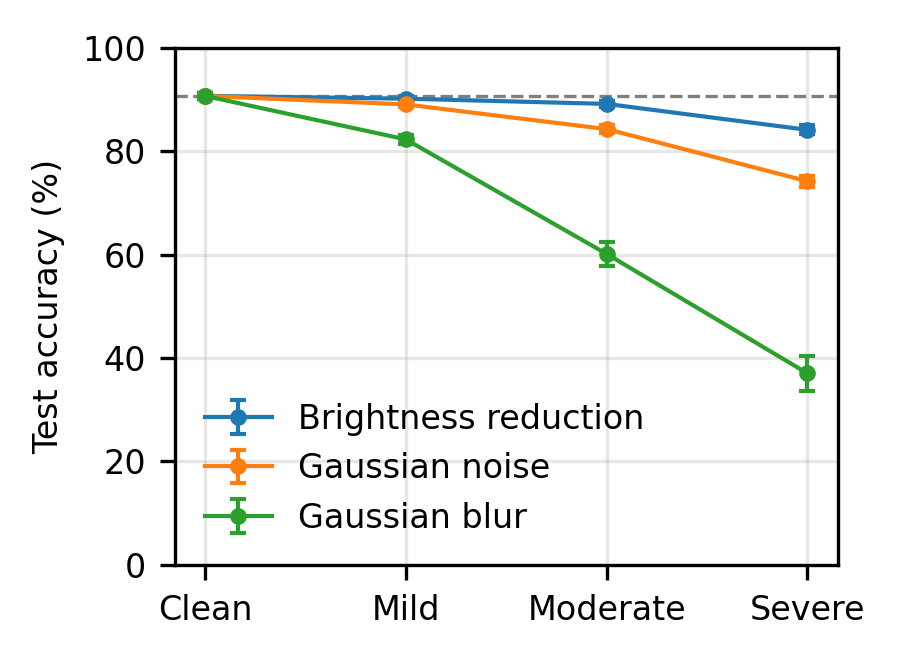 100
80
60
40
20
0
Test accuracy (%)
Brightness reduction
Gaussian noise
Gaussian blur
Clean Mild Moderate Severe